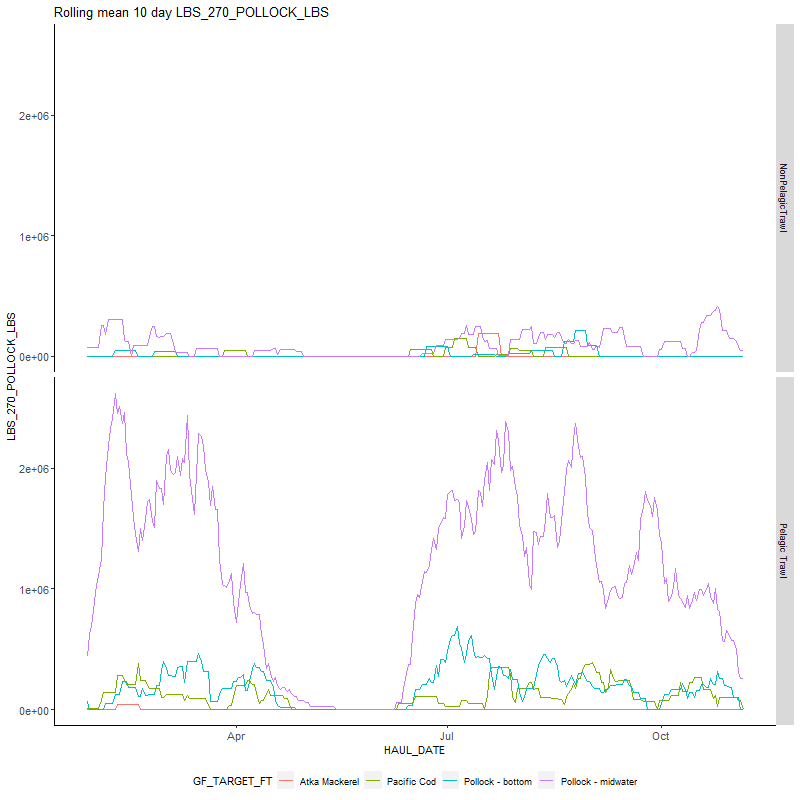 Rolling mean 10 day LBS_270_POLLOCK_LBS
2e+06
1e+06
0e+00
NonPelagicTrawl
LBS_270_POLLOCK_LBS
2e+06
1e+06
0e+00
Pelagic Trawl
Apr
Jul
Oct
HAUL_DATE
GF_TARGET_FT Atka Mackerel Pacific Cod Pollock - bottom Pollock - midwater